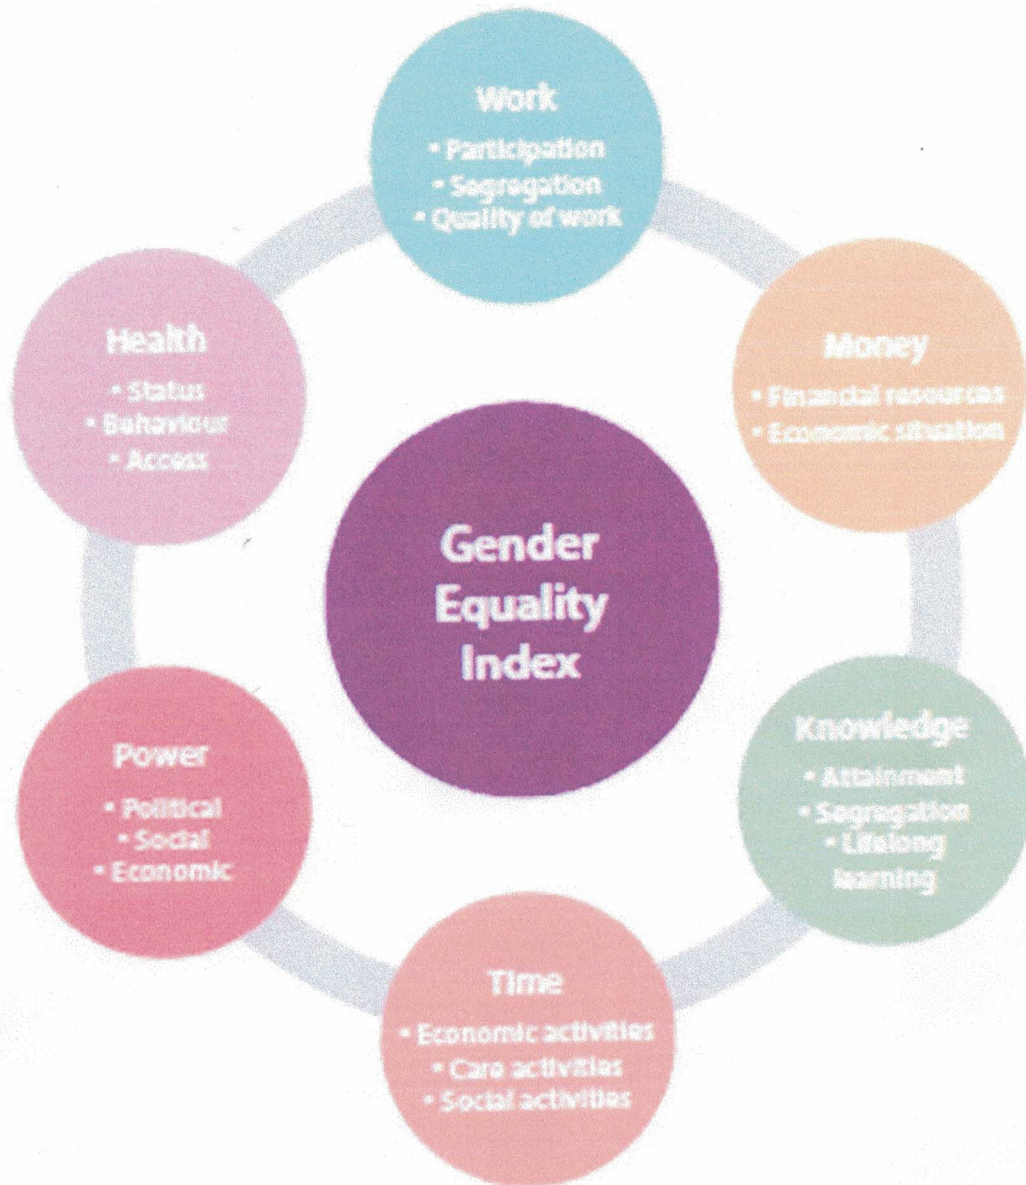 Work
• Participation
• Segregation
• Quality of work
Money
• Financial resources
• Economic situation
Knowledge
• Attainment
• Segregation
• Lifelong
learning
Time
• Economic activities
• Care activities
• Social activities
Power
• Political
• Social
• Economic
Health
• Status
• Behaviour
• Access
Gender
Equality
Index